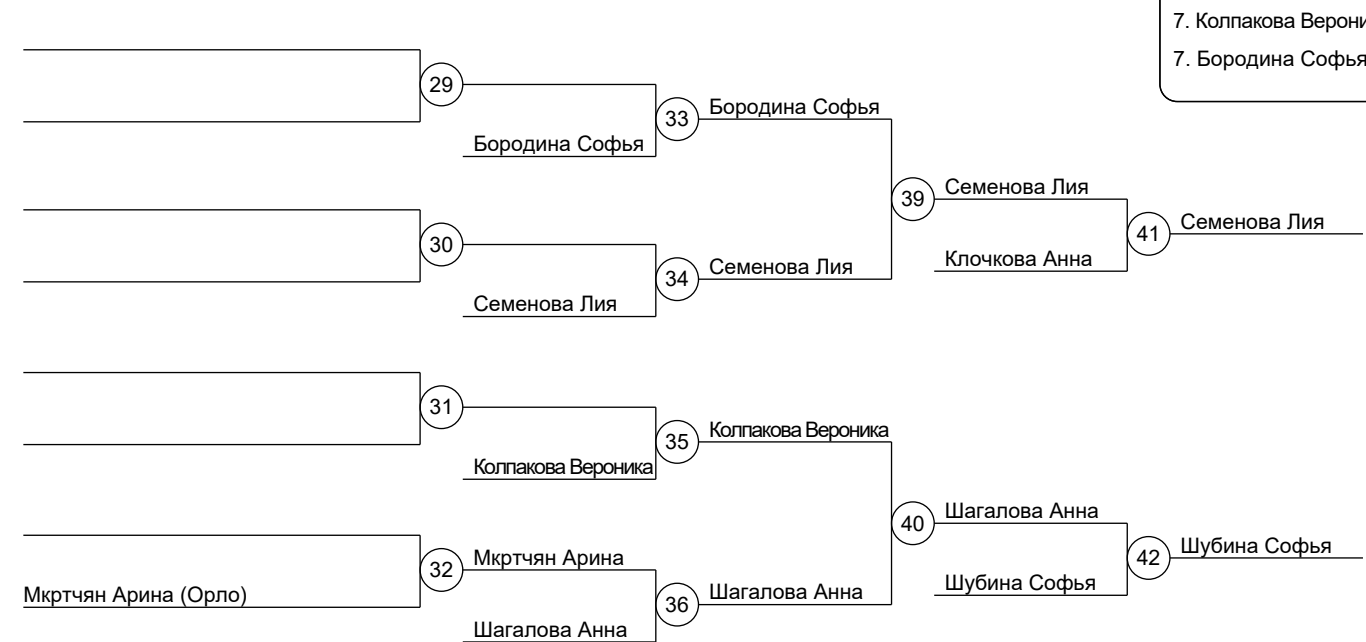 7. Колпакова
7. Бородина Софья
29
Бородина Софья
33
Бородина Софья
30
Семенова Лия
34
Семенова Лия
39
Семенова Лия
Клочкова Анна
41
Семенова Лия
31
Колпакова Вероника
35
Колпакова Вероника
Мкртчян Арина (Орло)
32
Мкртчян Арина
Шагалова Анна
36
Шагалова Анна
40
Шагалова Анна
Шубина Софья
42
Шубина Софья